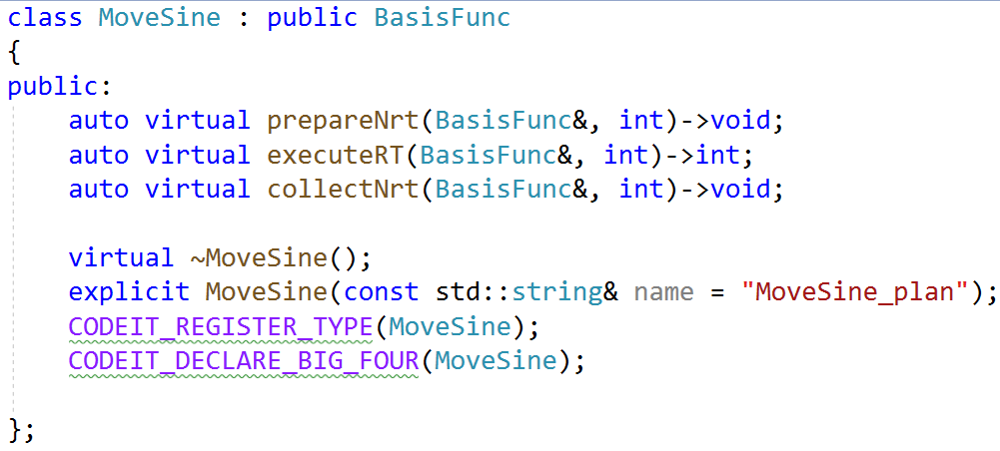 class MoveSine : public BasisFunc
{
public:
    auto virtual prepareNrt(BasisFunc&, int)->void;
    auto virtual executeRT(BasisFunc&, int)->int;
    auto virtual collectNrt(BasisFunc&, int)->void;

    virtual ~MoveSine();
    explicit MoveSine(const std::string& name = "MoveSine_plan");
    CODEIT_REGISTER_TYPE(MoveSine);
    CODEIT_DECLARE_BIG_FOUR(MoveSine);

};